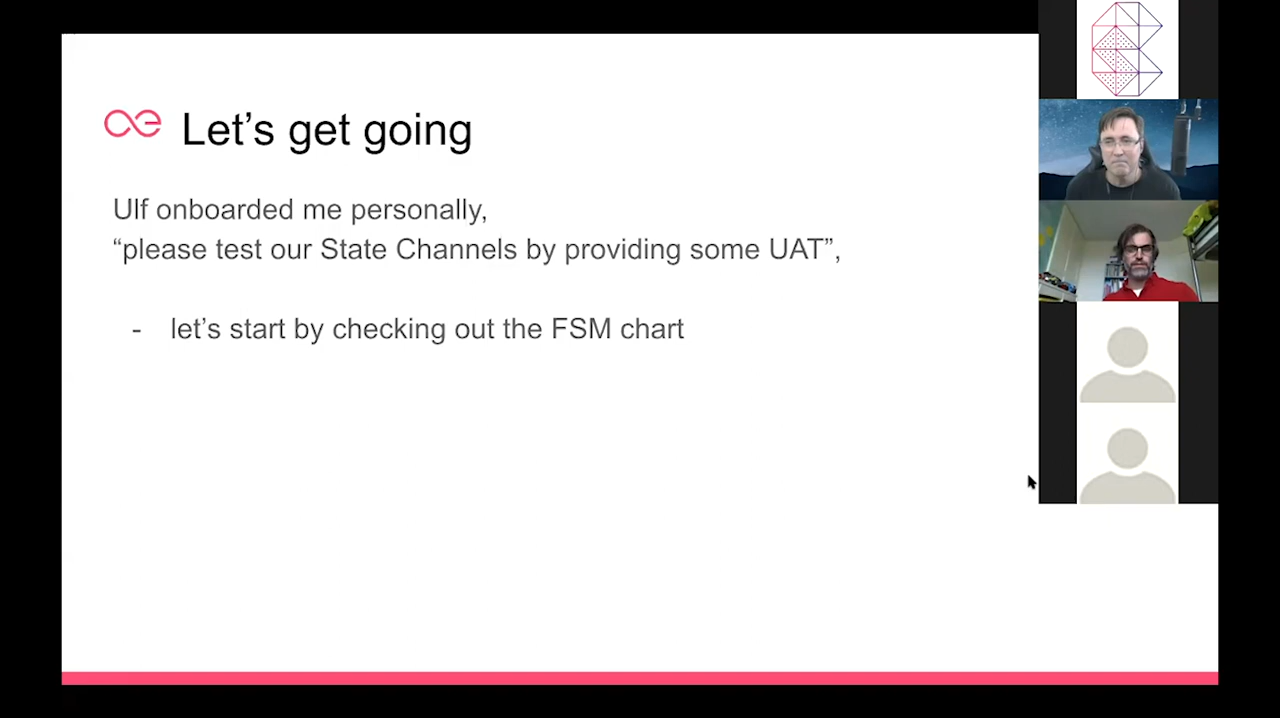 Let’s get going
Ulf onboarded me personally,
“please test our State Channels by providing some UAT”,
- let’s start by checking out the FSM chart